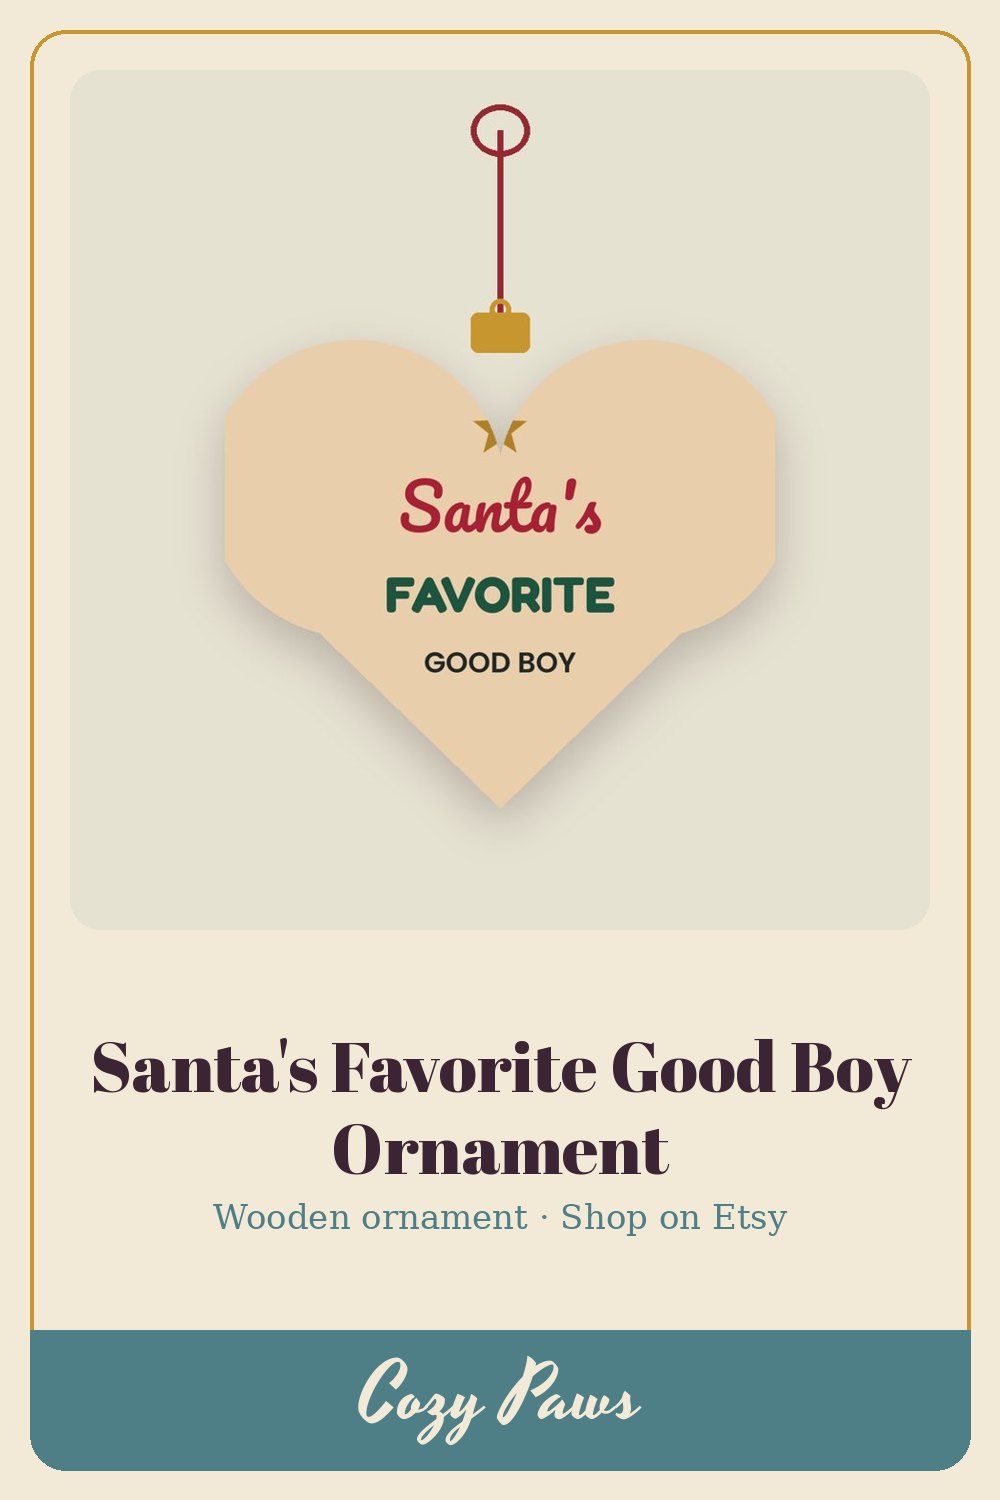 Santa's
FAVORITE
GOOD BOY
Santa's Favorite Good Boy
Ornament
Wooden ornament · Shop on Etsy
Cozy Paws